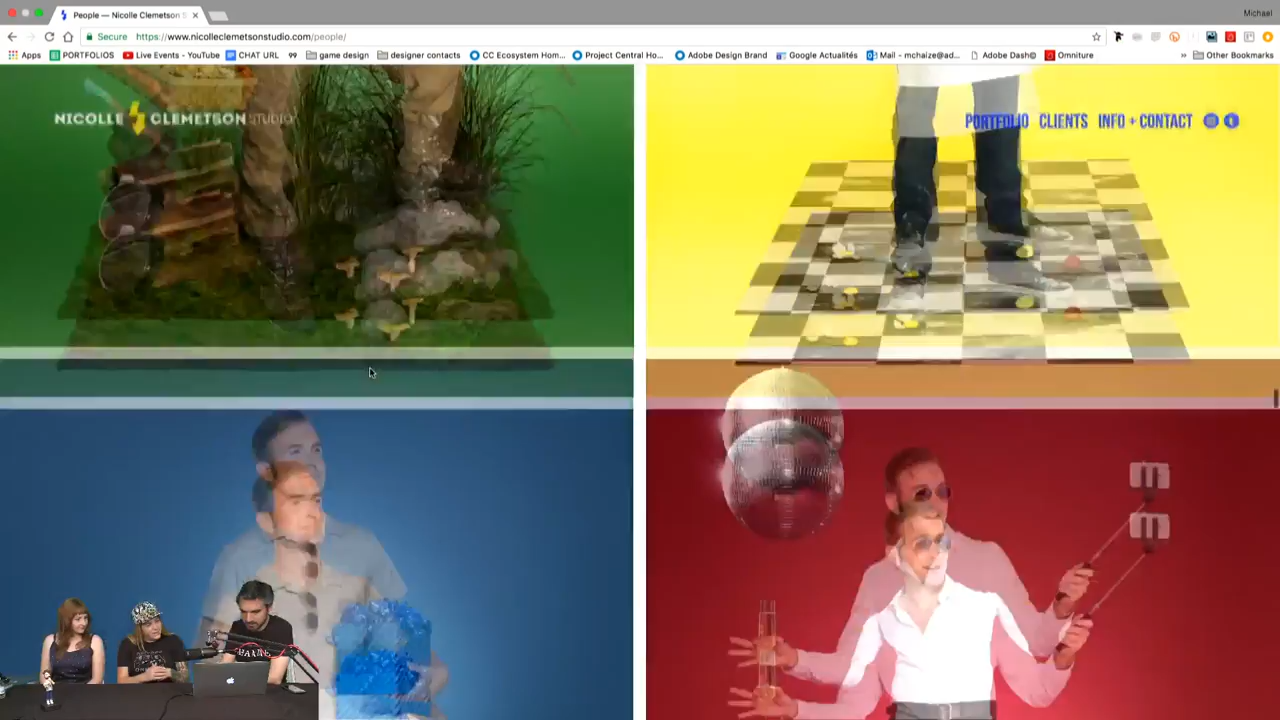 People — Nicolle Clemetson S
Michael
Secure https://www.nicolleclemetsonstudio.com/people/
Apps PORTFOLIOS Live Events - YouTube CHAT URL game design designer contacts CC Ecosystem Hom... Project Central Ho... Adobe Design Brand Google Actualités Mail - mchaize@ad... Adobe Dash© Omniture » Other Bookmarks
NICOLLE CLEMETSON STUDIO
PORTFOLIO CLIENTS INFO + CONTACT